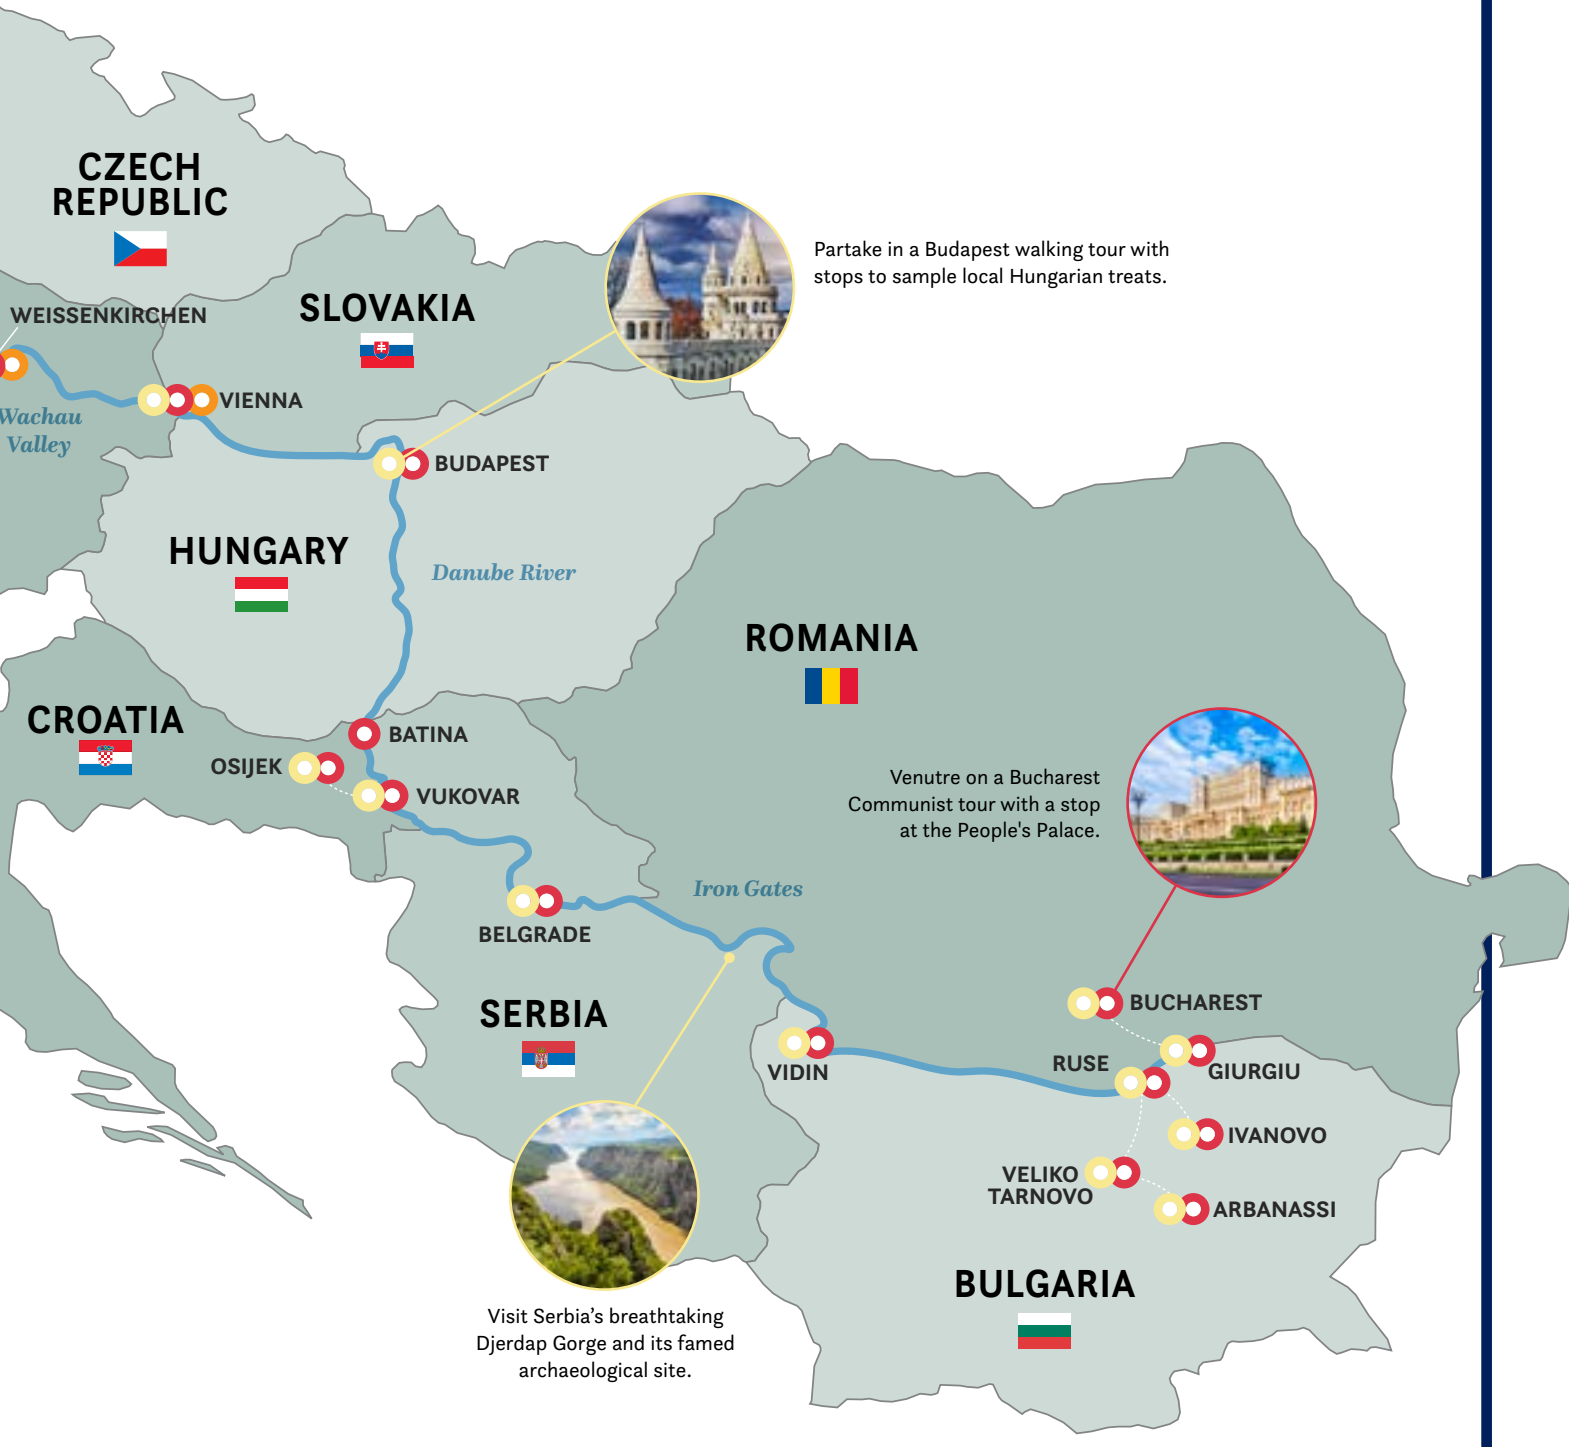 CZECH
REPUBLIC
WEISSENKIRCHEN
SLOVAKIA
Partake in a Budapest walking tour with
stops to sample local Hungarian treats.
VIENNA
Wachau
Valley
BUDAPEST
HUNGARY
Danube River
ROMANIA
CROATIA
BATINA
OSIJEK
VUKOVAR
Venutre on a Bucharest
Communist tour with a stop
at the People's Palace.
Iron Gates
BELGRADE
SERBIA
BUCHAREST
VIDIN
RUSE
GIURGIU
IVANOVO
VELIKO
TARNOVO
ARBANASSI
BULGARIA
Visit Serbia’s breathtaking
Djerdap Gorge and its famed
archaeological site.